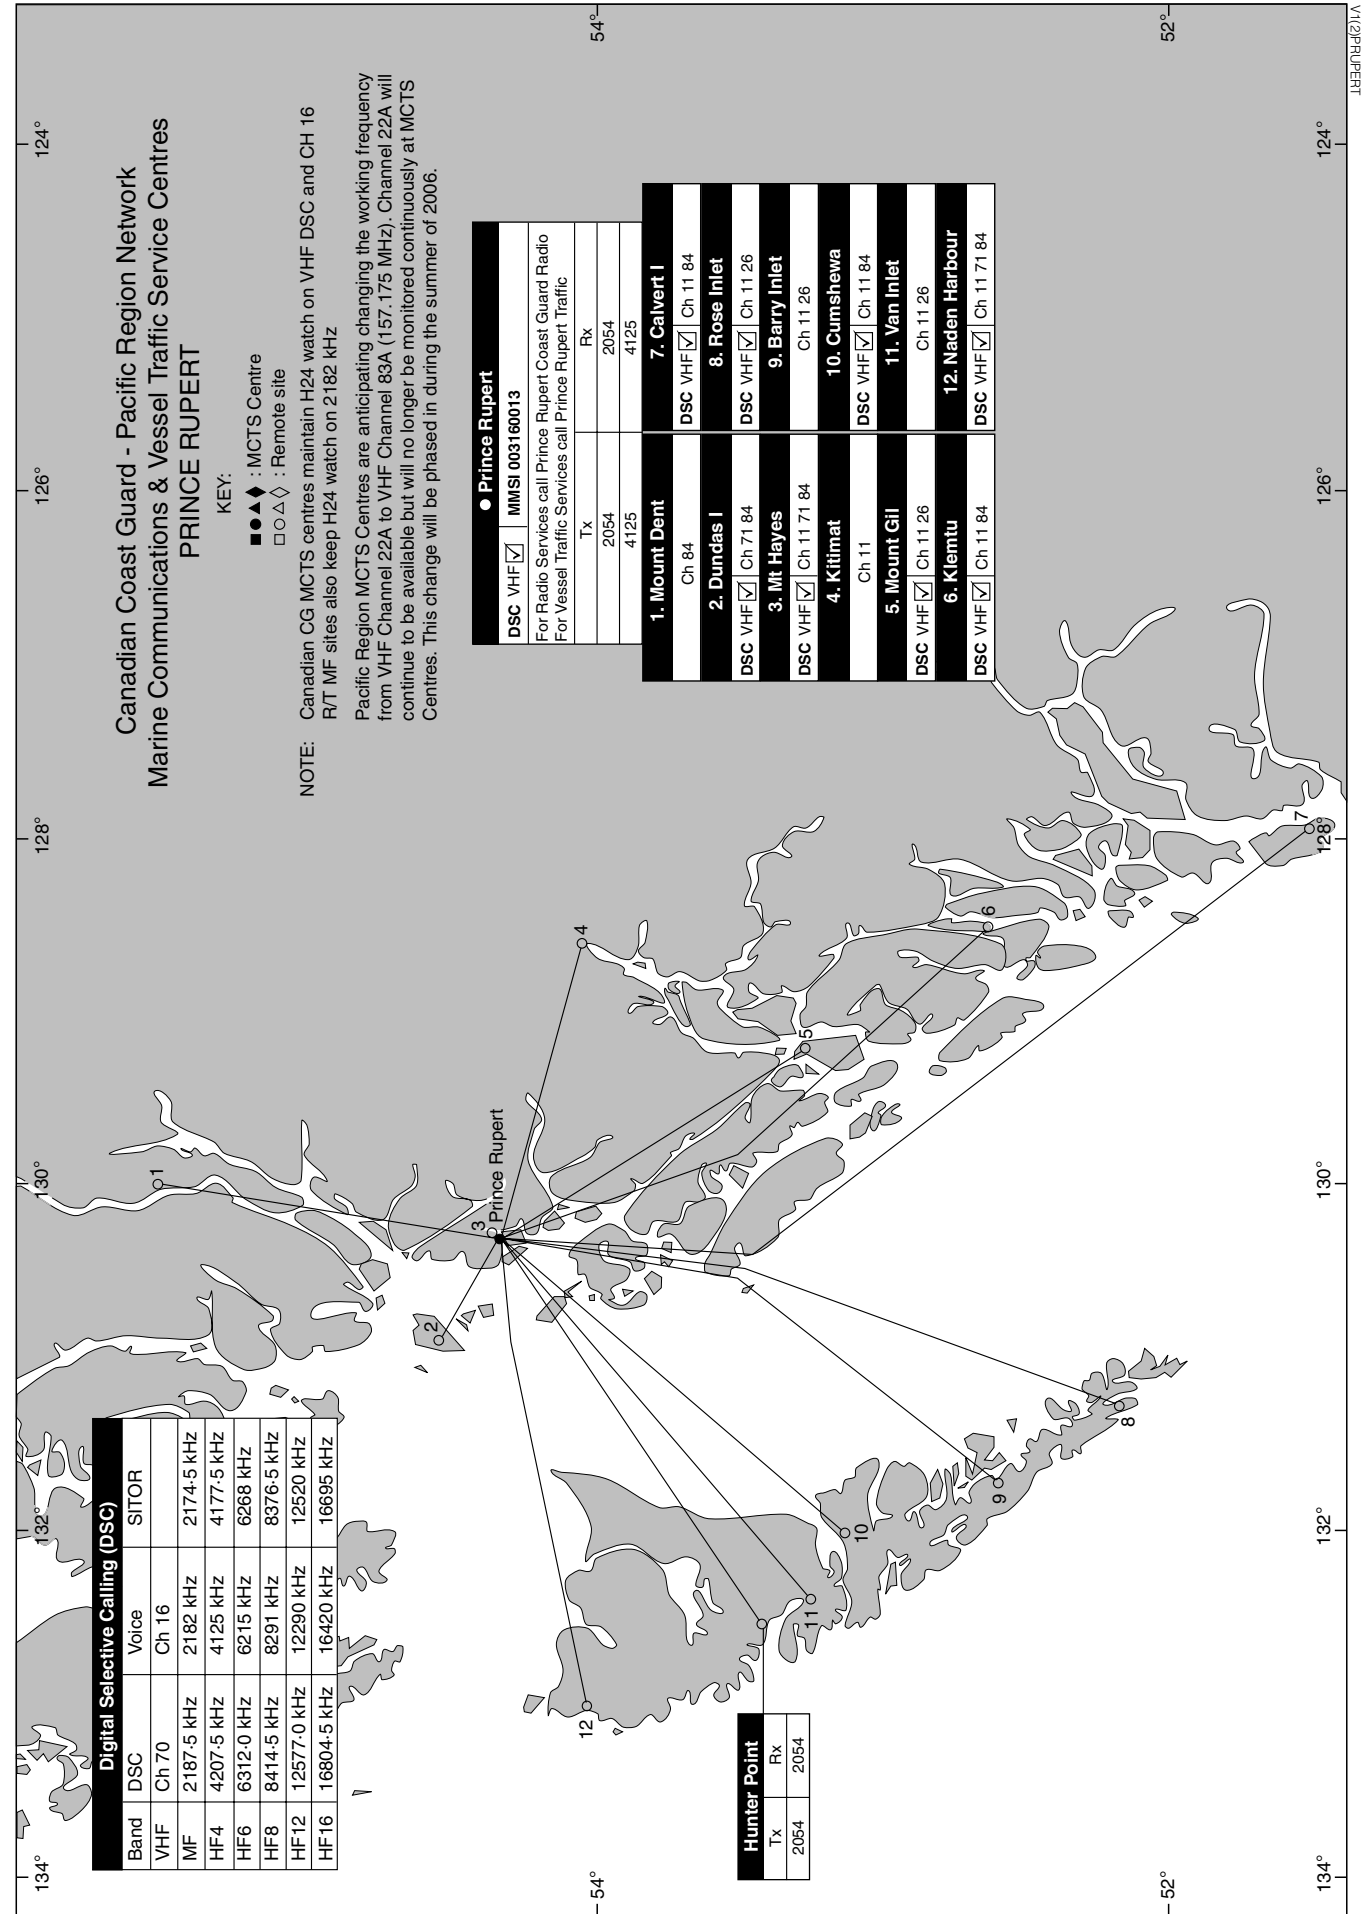 Canadian Coast Guard - Pacific Region Network
Marine Communications & Vessel Traffic Service Centres
PRINCE RUPERT
KEY:
■●▲◆ : MCTS Centre
□○△◇ : Remote site
NOTE: Canadian CG MCTS centres maintain H24 watch on VHF DSC and CH 16
R/T MF sites also keep H24 watch on 2182 kHz
Pacific Region MCTS Centres are anticipating changing the working frequency
from VHF Channel 22A to VHF Channel 83A (157.175 MHz). Channel 22A will
continue to be available but will no longer be monitored continuously at MCTS
Centres. This change will be phased in during the summer of 2006.
Digital Selective Calling (DSC)
Band DSC Voice SITOR
VHF Ch 70 Ch 16
MF 2187·5 kHz 2182 kHz 2174·5 kHz
HF4 4207·5 kHz 4125 kHz 4177·5 kHz
HF6 6312·0 kHz 6215 kHz 6268 kHz
HF8 8414·5 kHz 8291 kHz 8376·5 kHz
HF12 12577·0 kHz 12290 kHz 12520 kHz
HF16 16804·5 kHz 16420 kHz 16695 kHz
● Prince Rupert
DSC VHF ☑ MMSI 003160013
For Radio Services call Prince Rupert Coast Guard Radio
For Vessel Traffic Services call Prince Rupert Traffic
Tx Rx
2054 2054
4125 4125
1. Mount Dent
Ch 84
2. Dundas I
DSC VHF ☑ Ch 71 84
3. Mt Hayes
DSC VHF ☑ Ch 11 71 84
4. Kitimat
Ch 11
5. Mount Gil
DSC VHF ☑ Ch 11 26
6. Klemtu
DSC VHF ☑ Ch 11 84
7. Calvert I
DSC VHF ☑ Ch 11 84
8. Rose Inlet
DSC VHF ☑ Ch 11 26
9. Barry Inlet
Ch 11 26
10. Cumshewa
DSC VHF ☑ Ch 11 84
11. Van Inlet
Ch 11 26
12. Naden Harbour
DSC VHF ☑ Ch 11 71 84
Hunter Point
Tx Rx
2054 2054
Prince Rupert
1
2
3
4
5
6
7
8
9
10
11
12
134°
132°
130°
128°
126°
124°
54°
52°
54°
52°
134°
132°
130°
128°
126°
124°
V1(2)PRUPERT